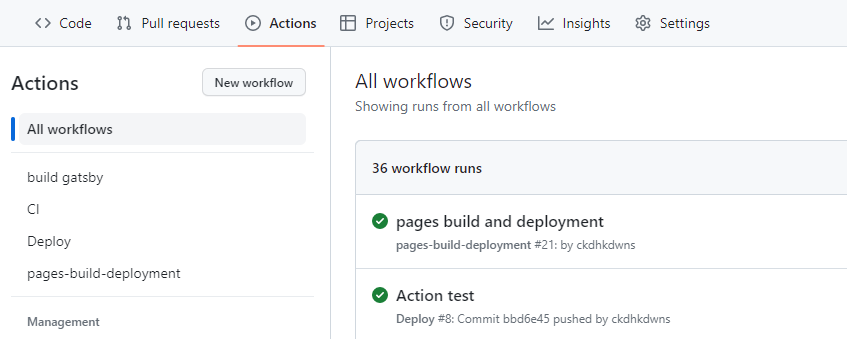 Code Pull requests Actions Projects Security Insights Settings
Actions New workflow
All workflows
build gatsby
CI
Deploy
pages-build-deployment
Management
All workflows
Showing runs from all workflows
36 workflow runs
pages build and deployment
pages-build-deployment #21: by ckdhkdwns
Action test
Deploy #8: Commit bbd6e45 pushed by ckdhkdwns